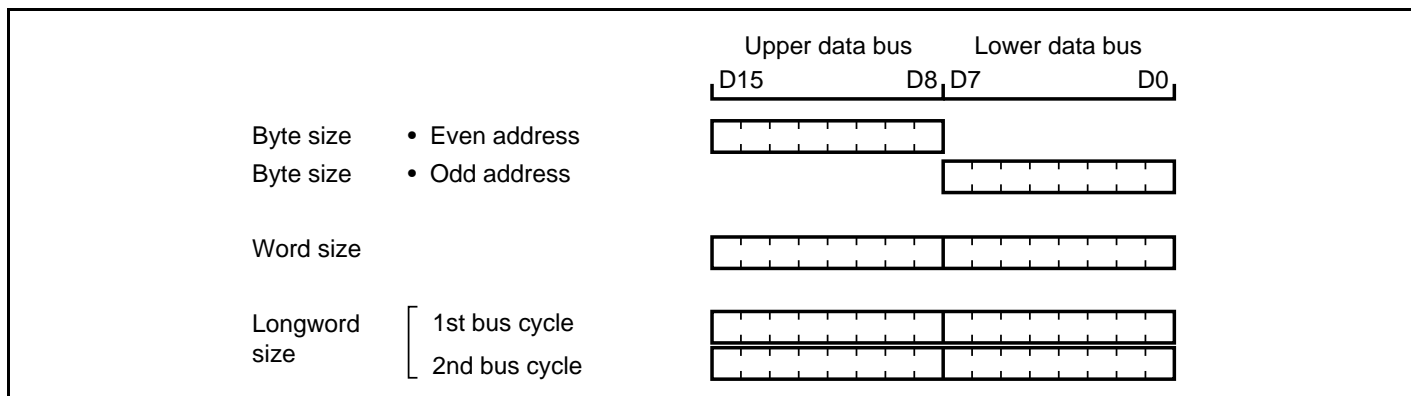 Upper data bus Lower data bus
D15 D8 D7 D0
Byte size • Even address
Byte size • Odd address
Word size
Longword size
1st bus cycle
2nd bus cycle